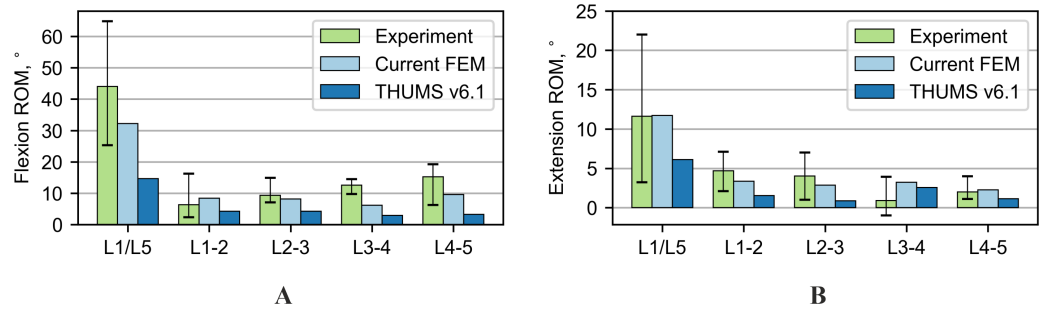 Flexion ROM, °
60
50
40
30
20
10
0
Experiment
Current FEM
THUMS v6.1
L1/L5 L1-2 L2-3 L3-4 L4-5
A
Extension ROM, °
25
20
15
10
5
0
Experiment
Current FEM
THUMS v6.1
L1/L5 L1-2 L2-3 L3-4 L4-5
B